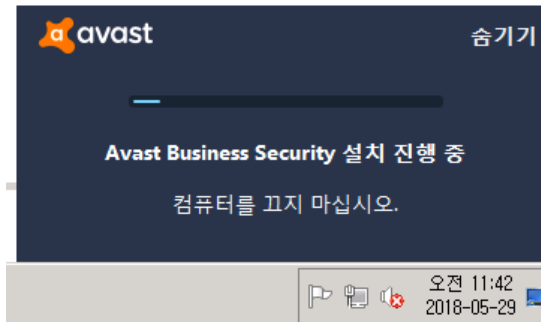 avast
숨기기
Avast Business Security 설치 진행 중
컴퓨터를 끄지 마십시오.
오전 11:42
2018-05-29